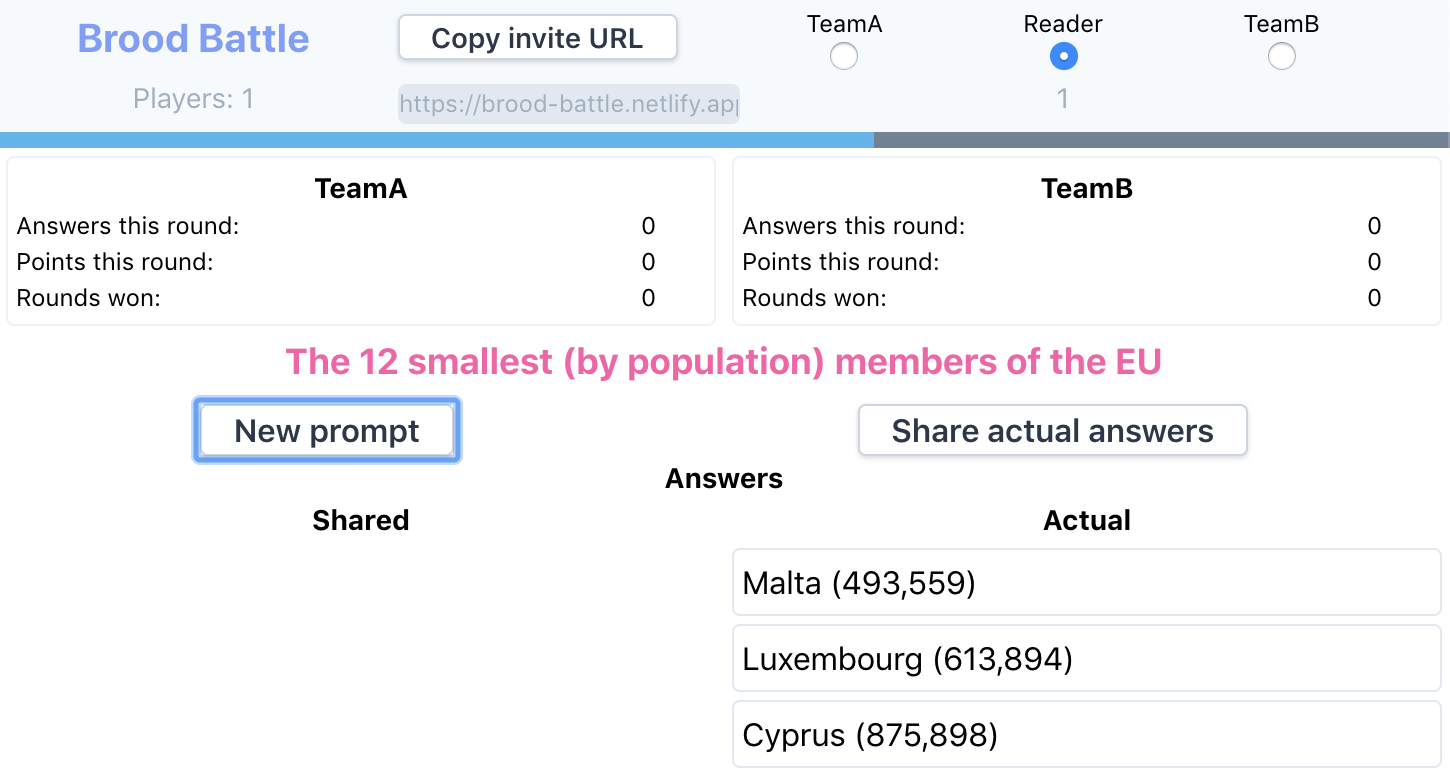 Brood Battle
Copy invite URL
TeamA
Reader
TeamB
Players: 1
https://brood-battle.netlify.ap
1
TeamA
Answers this round: 0
Points this round: 0
Rounds won: 0
TeamB
Answers this round: 0
Points this round: 0
Rounds won: 0
The 12 smallest (by population) members of the EU
New prompt
Share actual answers
Answers
Shared
Actual
Malta (493,559)
Luxembourg (613,894)
Cyprus (875,898)